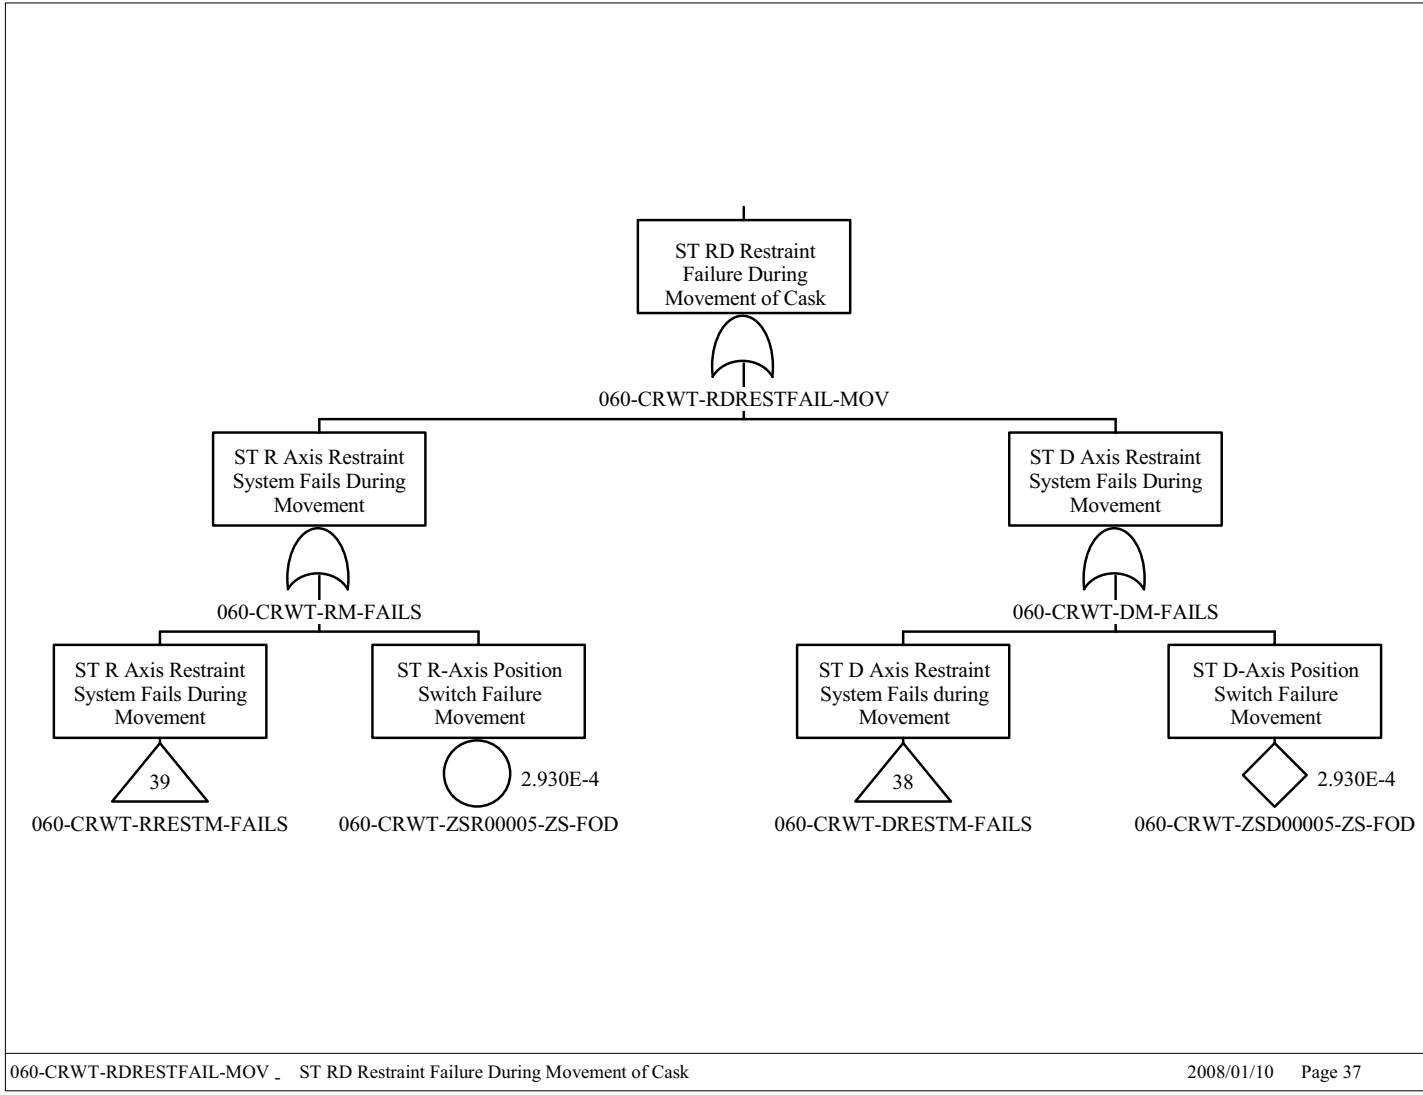 ST RD Restraint
Failure During
Movement of Cask
060-CRWT-RDRESTFAIL-MOV
ST R Axis Restraint
System Fails During
Movement
060-CRWT-RM-FAILS
ST D Axis Restraint
System Fails During
Movement
060-CRWT-DM-FAILS
ST R Axis Restraint
System Fails During
Movement
39
060-CRWT-RRESTM-FAILS
ST R-Axis Position
Switch Failure
Movement
2.930E-4
060-CRWT-ZSR00005-ZS-FOD
ST D Axis Restraint
System Fails during
Movement
38
060-CRWT-DRESTM-FAILS
ST D-Axis Position
Switch Failure
Movement
2.930E-4
060-CRWT-ZSD00005-ZS-FOD
060-CRWT-RDRESTFAIL-MOV - ST RD Restraint Failure During Movement of Cask 2008/01/10 Page 37